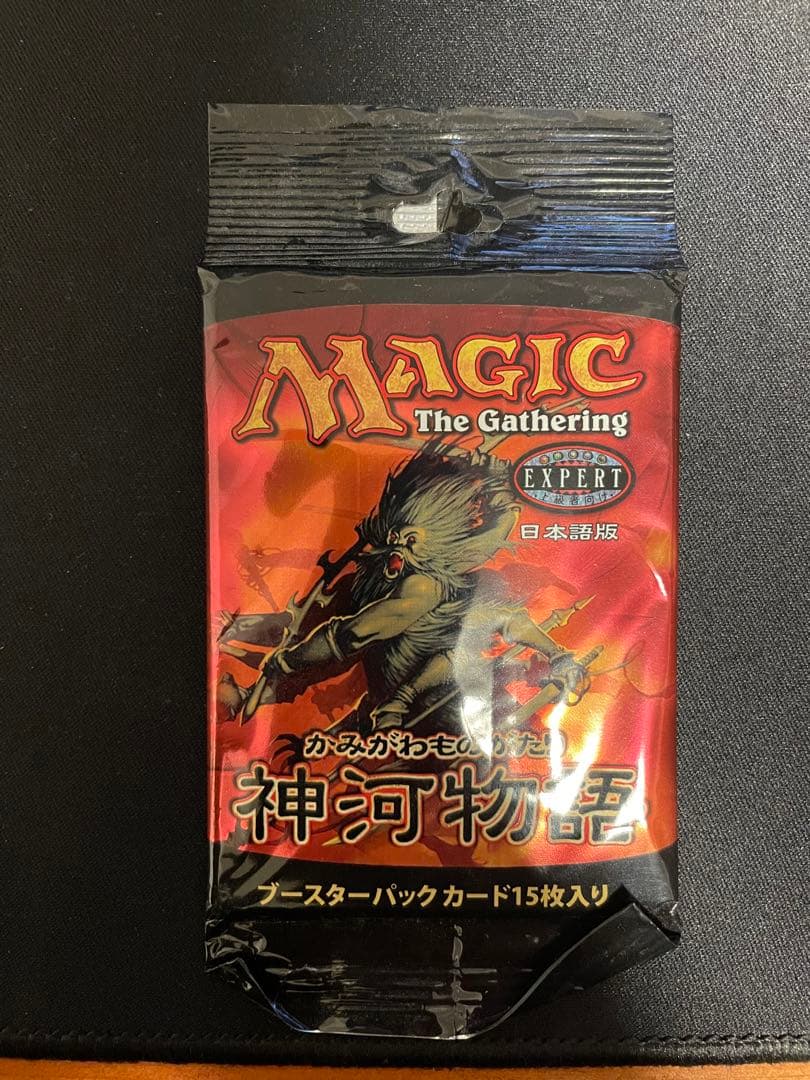 MAGIC
The Gathering
EXPERT
上級者向け
日本語版
かみがわものがたり
神河物語
ブースターパック カード15枚入り